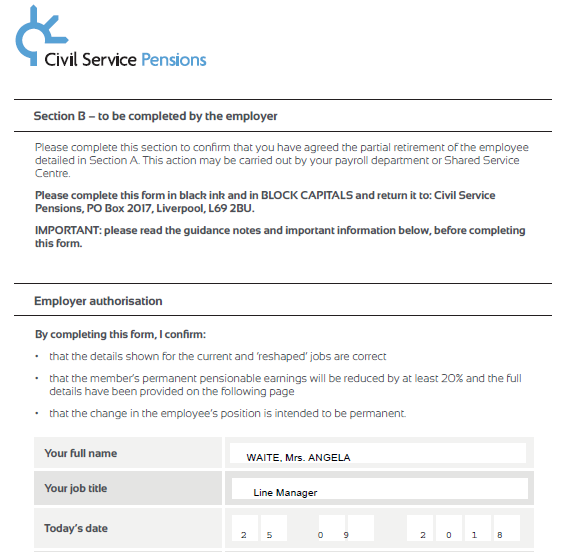 Civil Service Pensions
Section B – to be completed by the employer
Please complete this section to confirm that you have agreed the partial retirement of the employee
detailed in Section A. This action may be carried out by your payroll department or Shared Service
Centre.
Please complete this form in black ink and in BLOCK CAPITALS and return it to: Civil Service
Pensions, PO Box 2017, Liverpool, L69 2BU.
IMPORTANT: please read the guidance notes and important information below, before completing
this form.
Employer authorisation
By completing this form, I confirm:
• that the details shown for the current and ‘reshaped’ jobs are correct
• that the member's permanent pensionable earnings will be reduced by at least 20% and the full
details have been provided on the following page
• that the change in the employee's position is intended to be permanent.
Your full name WAITE, Mrs. ANGELA
Your job title Line Manager
Today's date 2 5 0 9 2 0 1 8